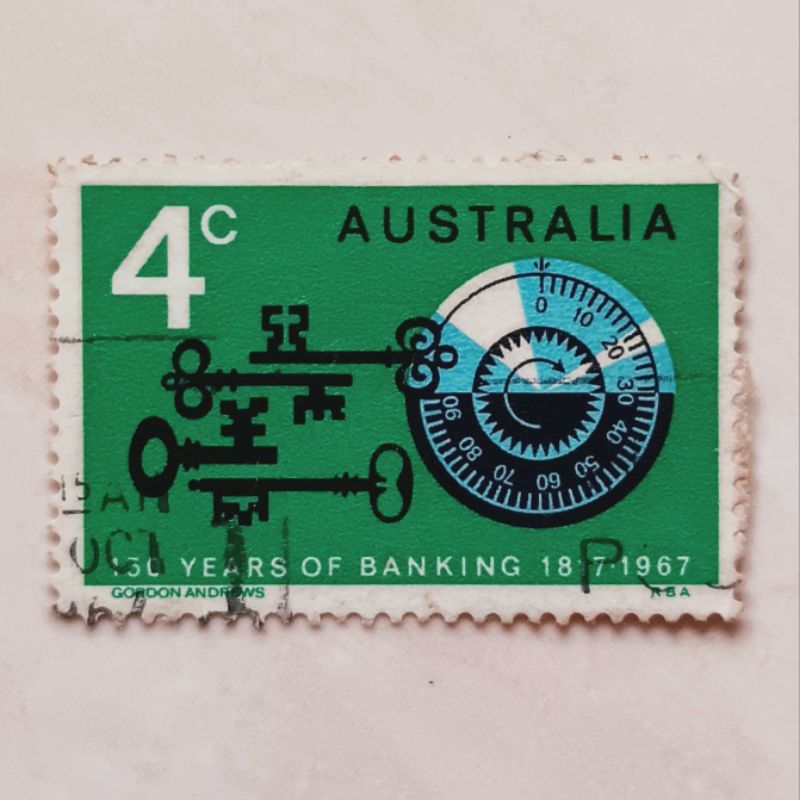 4c AUSTRALIA
0 10 20 30 40 50 60 70 80 90
150 YEARS OF BANKING 1817-1967
GORDON ANDREWS RBA
OCT